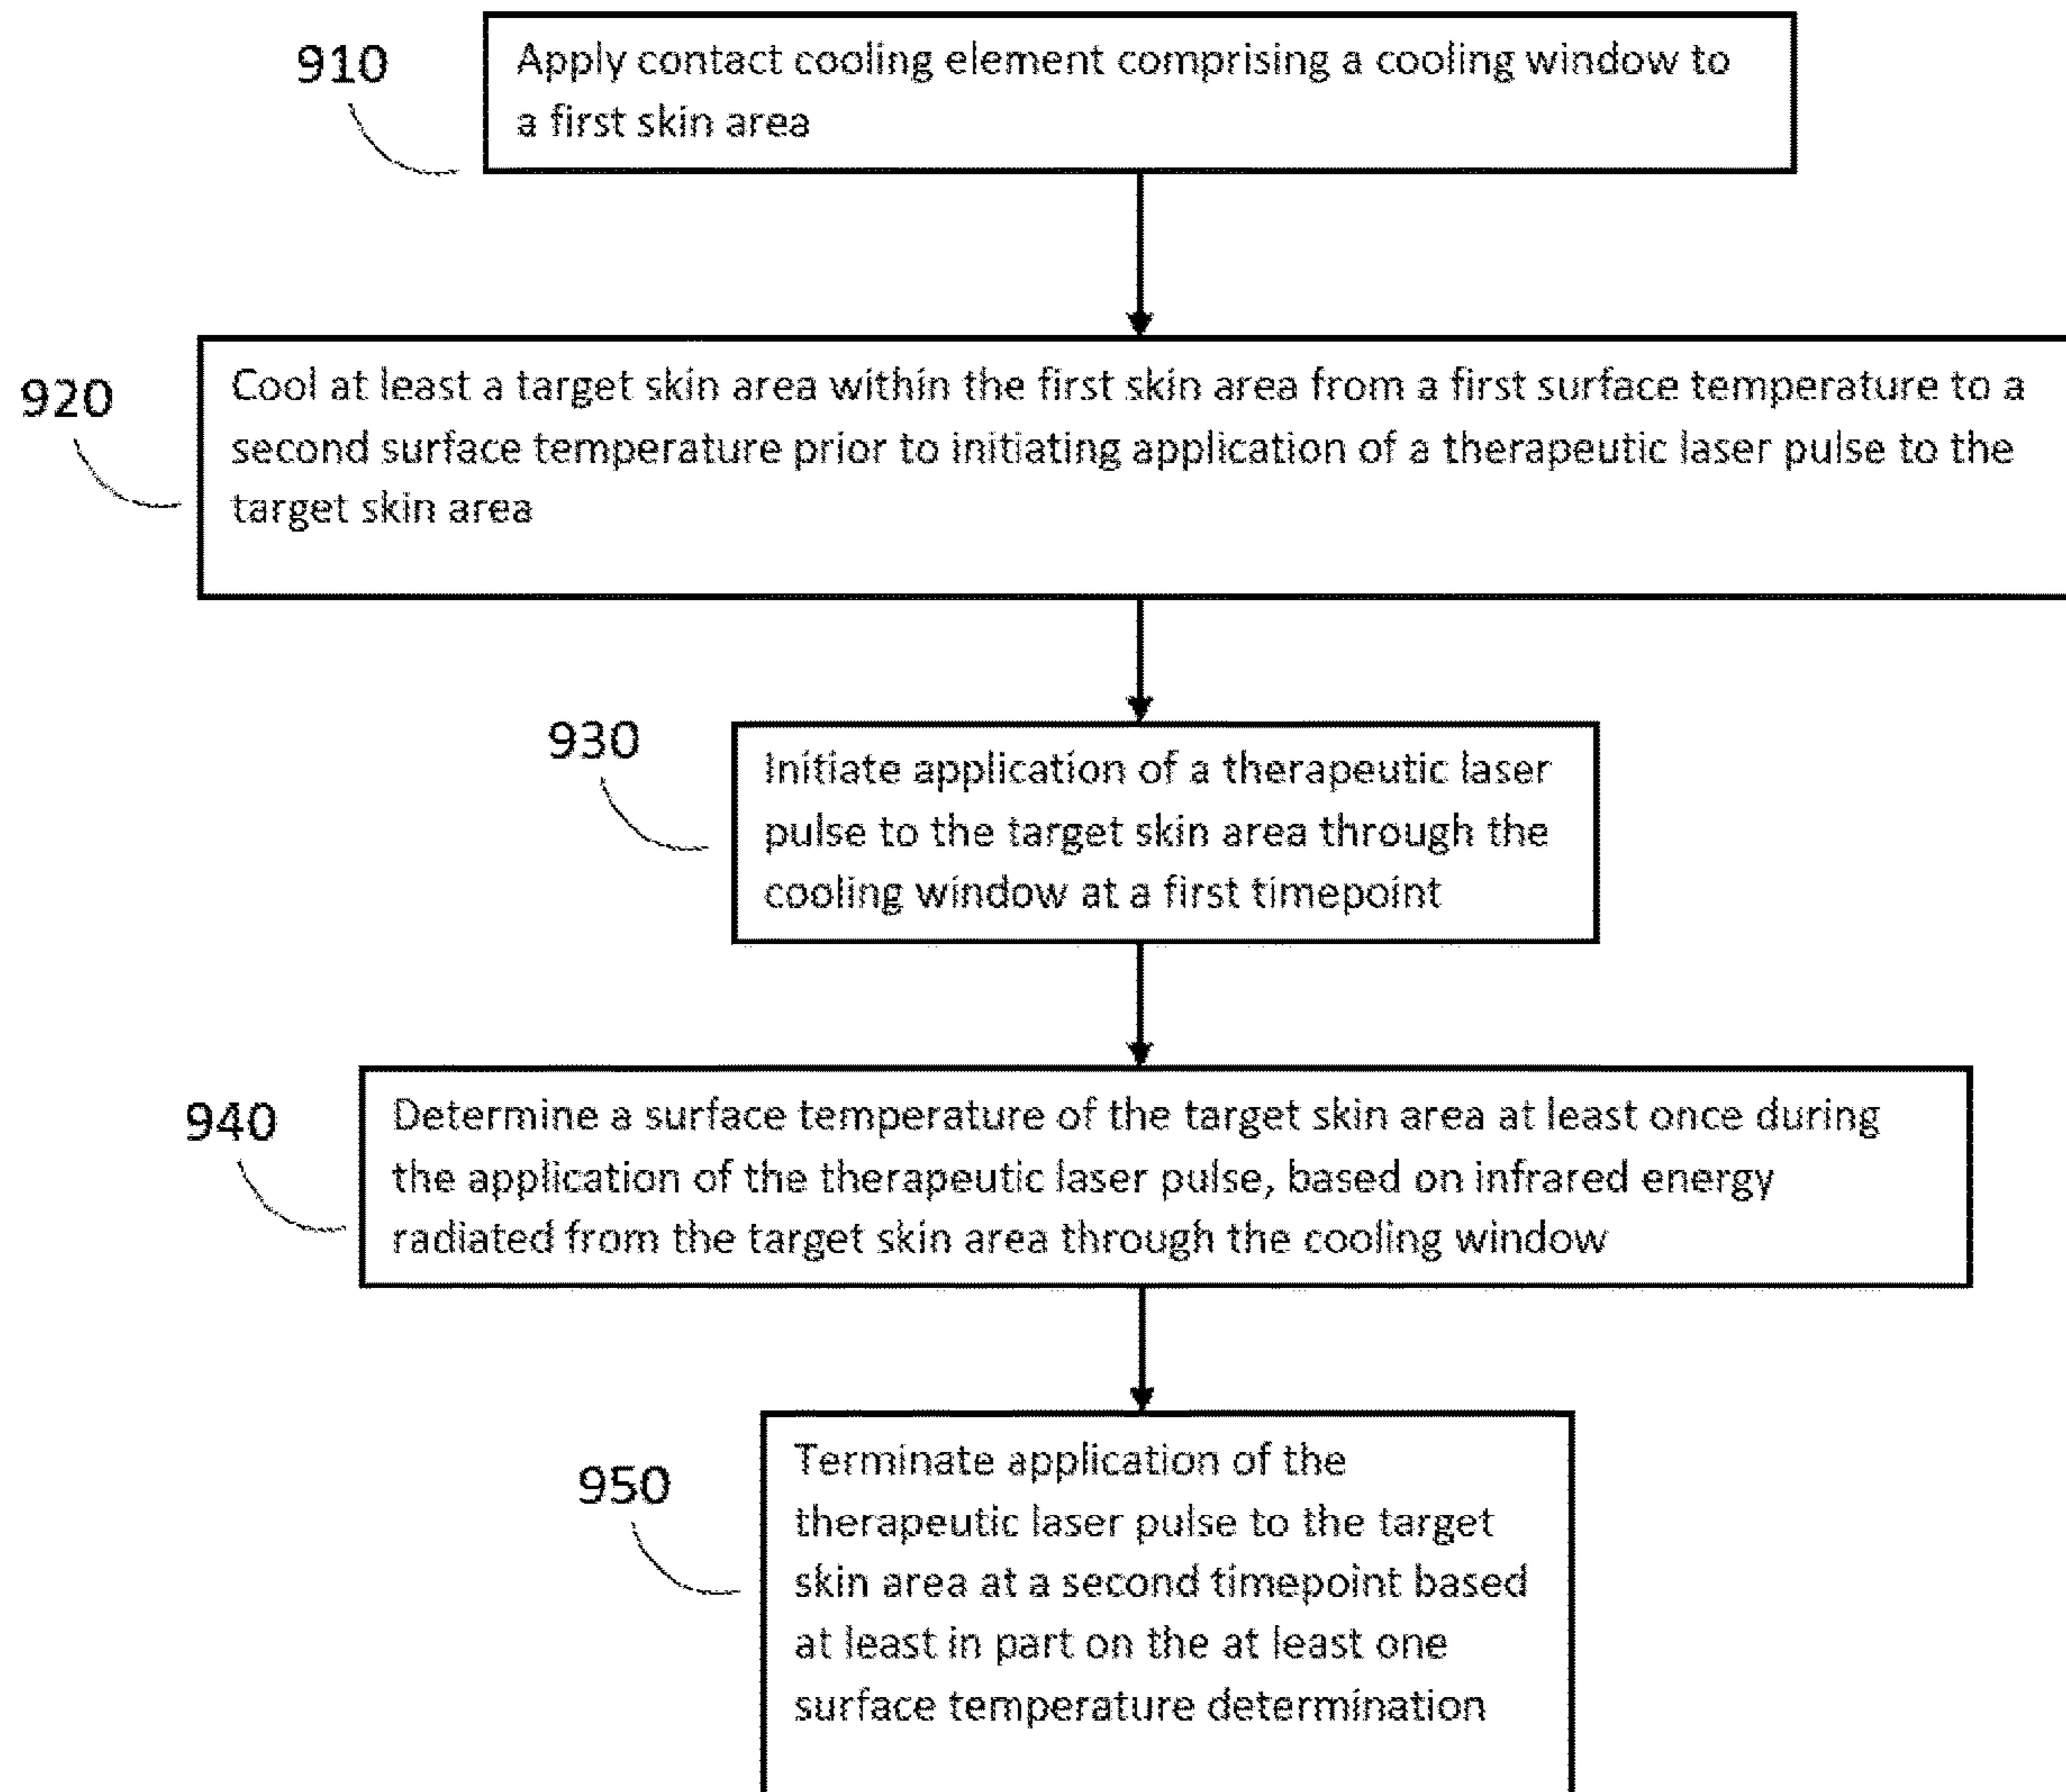 910
Apply contact cooling element comprising a cooling window to
a first skin area
920
Cool at least a target skin area within the first skin area from a first surface temperature to a
second surface temperature prior to initiating application of a therapeutic laser pulse to the
target skin area
930
Initiate application of a therapeutic laser
pulse to the target skin area through the
cooling window at a first timepoint
940
Determine a surface temperature of the target skin area at least once during
the application of the therapeutic laser pulse, based on infrared energy
radiated from the target skin area through the cooling window
950
Terminate application of the
therapeutic laser pulse to the target
skin area at a second timepoint based
at least in part on the at least one
surface temperature determination